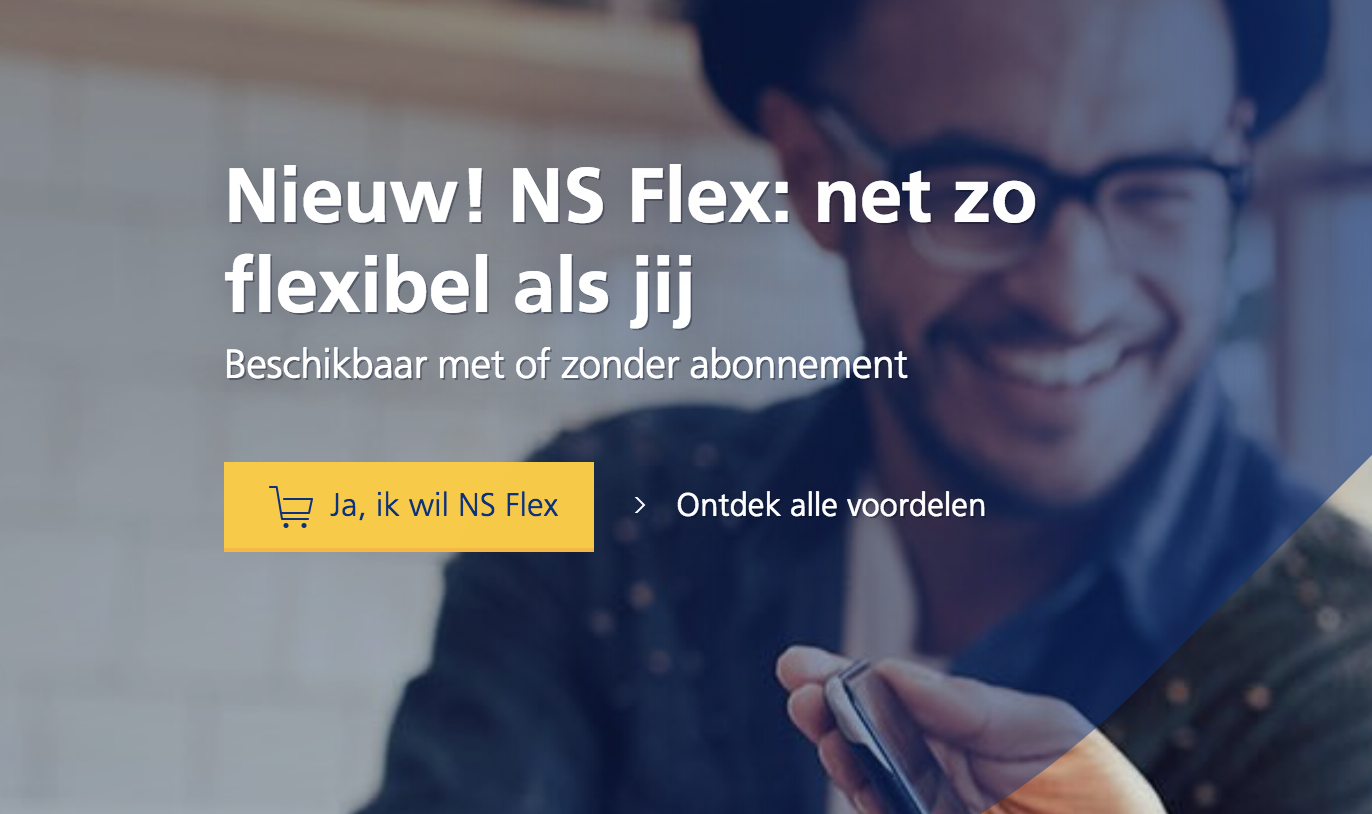 Nieuw! NS Flex: net zo
flexibel als jij
Beschikbaar met of zonder abonnement
Ja, ik wil NS Flex
Ontdek alle voordelen